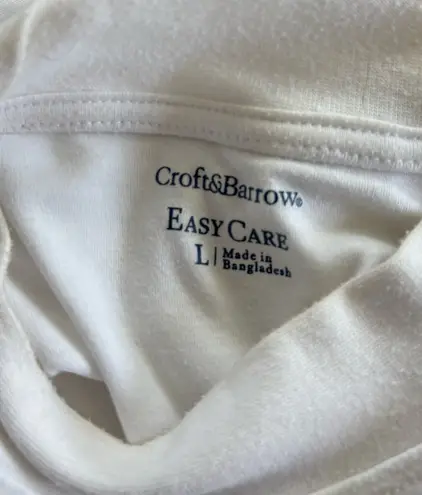 Croft&Barrow®
EASY CARE
L | Made in
Bangladesh